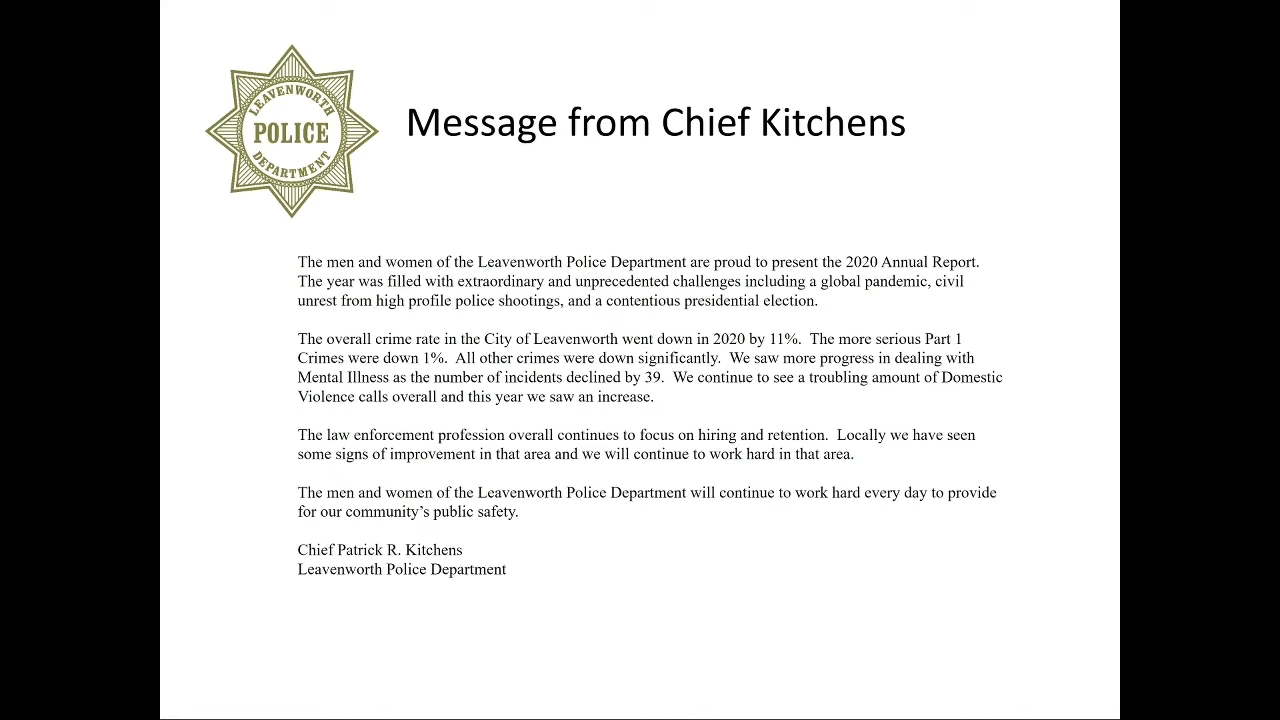 LEAVENWORTH
POLICE
DEPARTMENT
Message from Chief Kitchens
The men and women of the Leavenworth Police Department are proud to present the 2020 Annual Report.
The year was filled with extraordinary and unprecedented challenges including a global pandemic, civil
unrest from high profile police shootings, and a contentious presidential election.
The overall crime rate in the City of Leavenworth went down in 2020 by 11%.  The more serious Part 1
Crimes were down 1%.  All other crimes were down significantly.  We saw more progress in dealing with
Mental Illness as the number of incidents declined by 39.  We continue to see a troubling amount of Domestic
Violence calls overall and this year we saw an increase.
The law enforcement profession overall continues to focus on hiring and retention.  Locally we have seen
some signs of improvement in that area and we will continue to work hard in that area.
The men and women of the Leavenworth Police Department will continue to work hard every day to provide
for our community’s public safety.
Chief Patrick R. Kitchens
Leavenworth Police Department